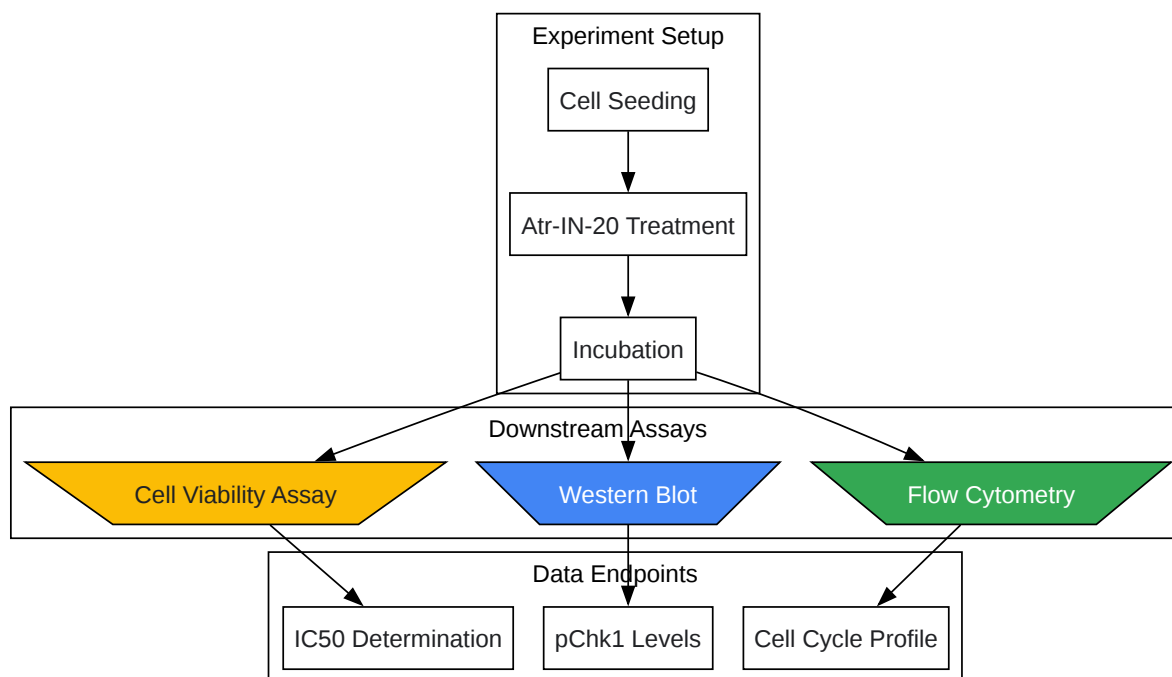 Experiment Setup
Cell Seeding
Atr-IN-20 Treatment
Incubation
Downstream Assays
Cell Viability Assay
Western Blot
Flow Cytometry
Data Endpoints
IC50 Determination
pChk1 Levels
Cell Cycle Profile